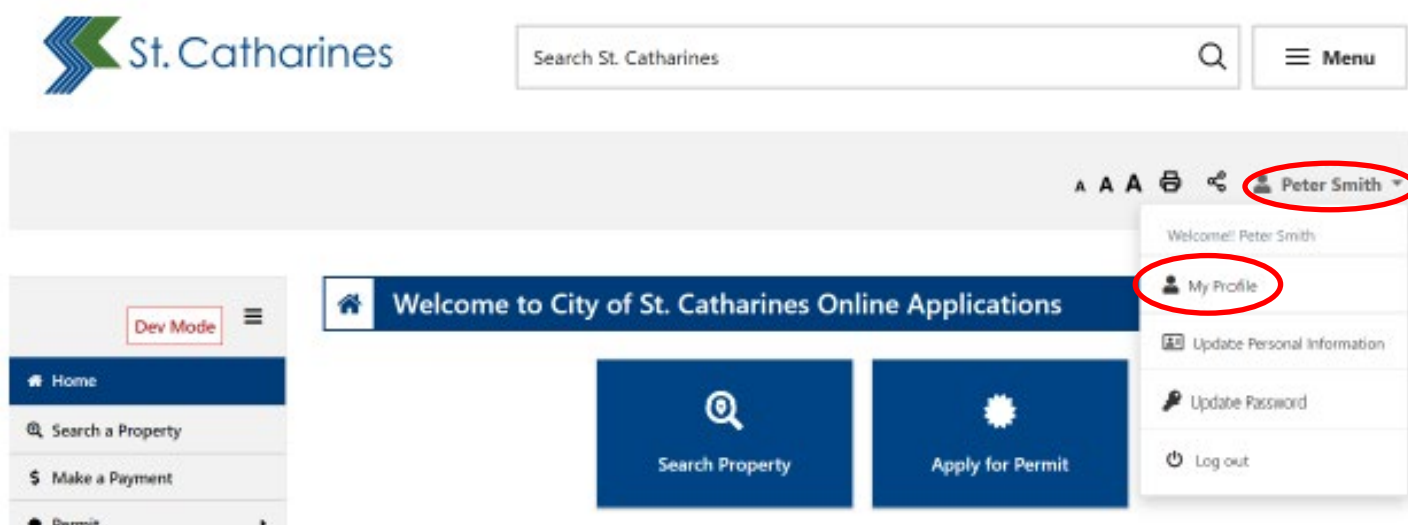 St. Catharines
Search St. Catharines
Menu
A A A
Peter Smith
Welcome!! Peter Smith
My Profile
Update Personal Information
Update Password
Log out
Dev Mode
Welcome to City of St. Catharines Online Applications
Home
Search a Property
$ Make a Payment
Permit
Search Property
Apply for Permit